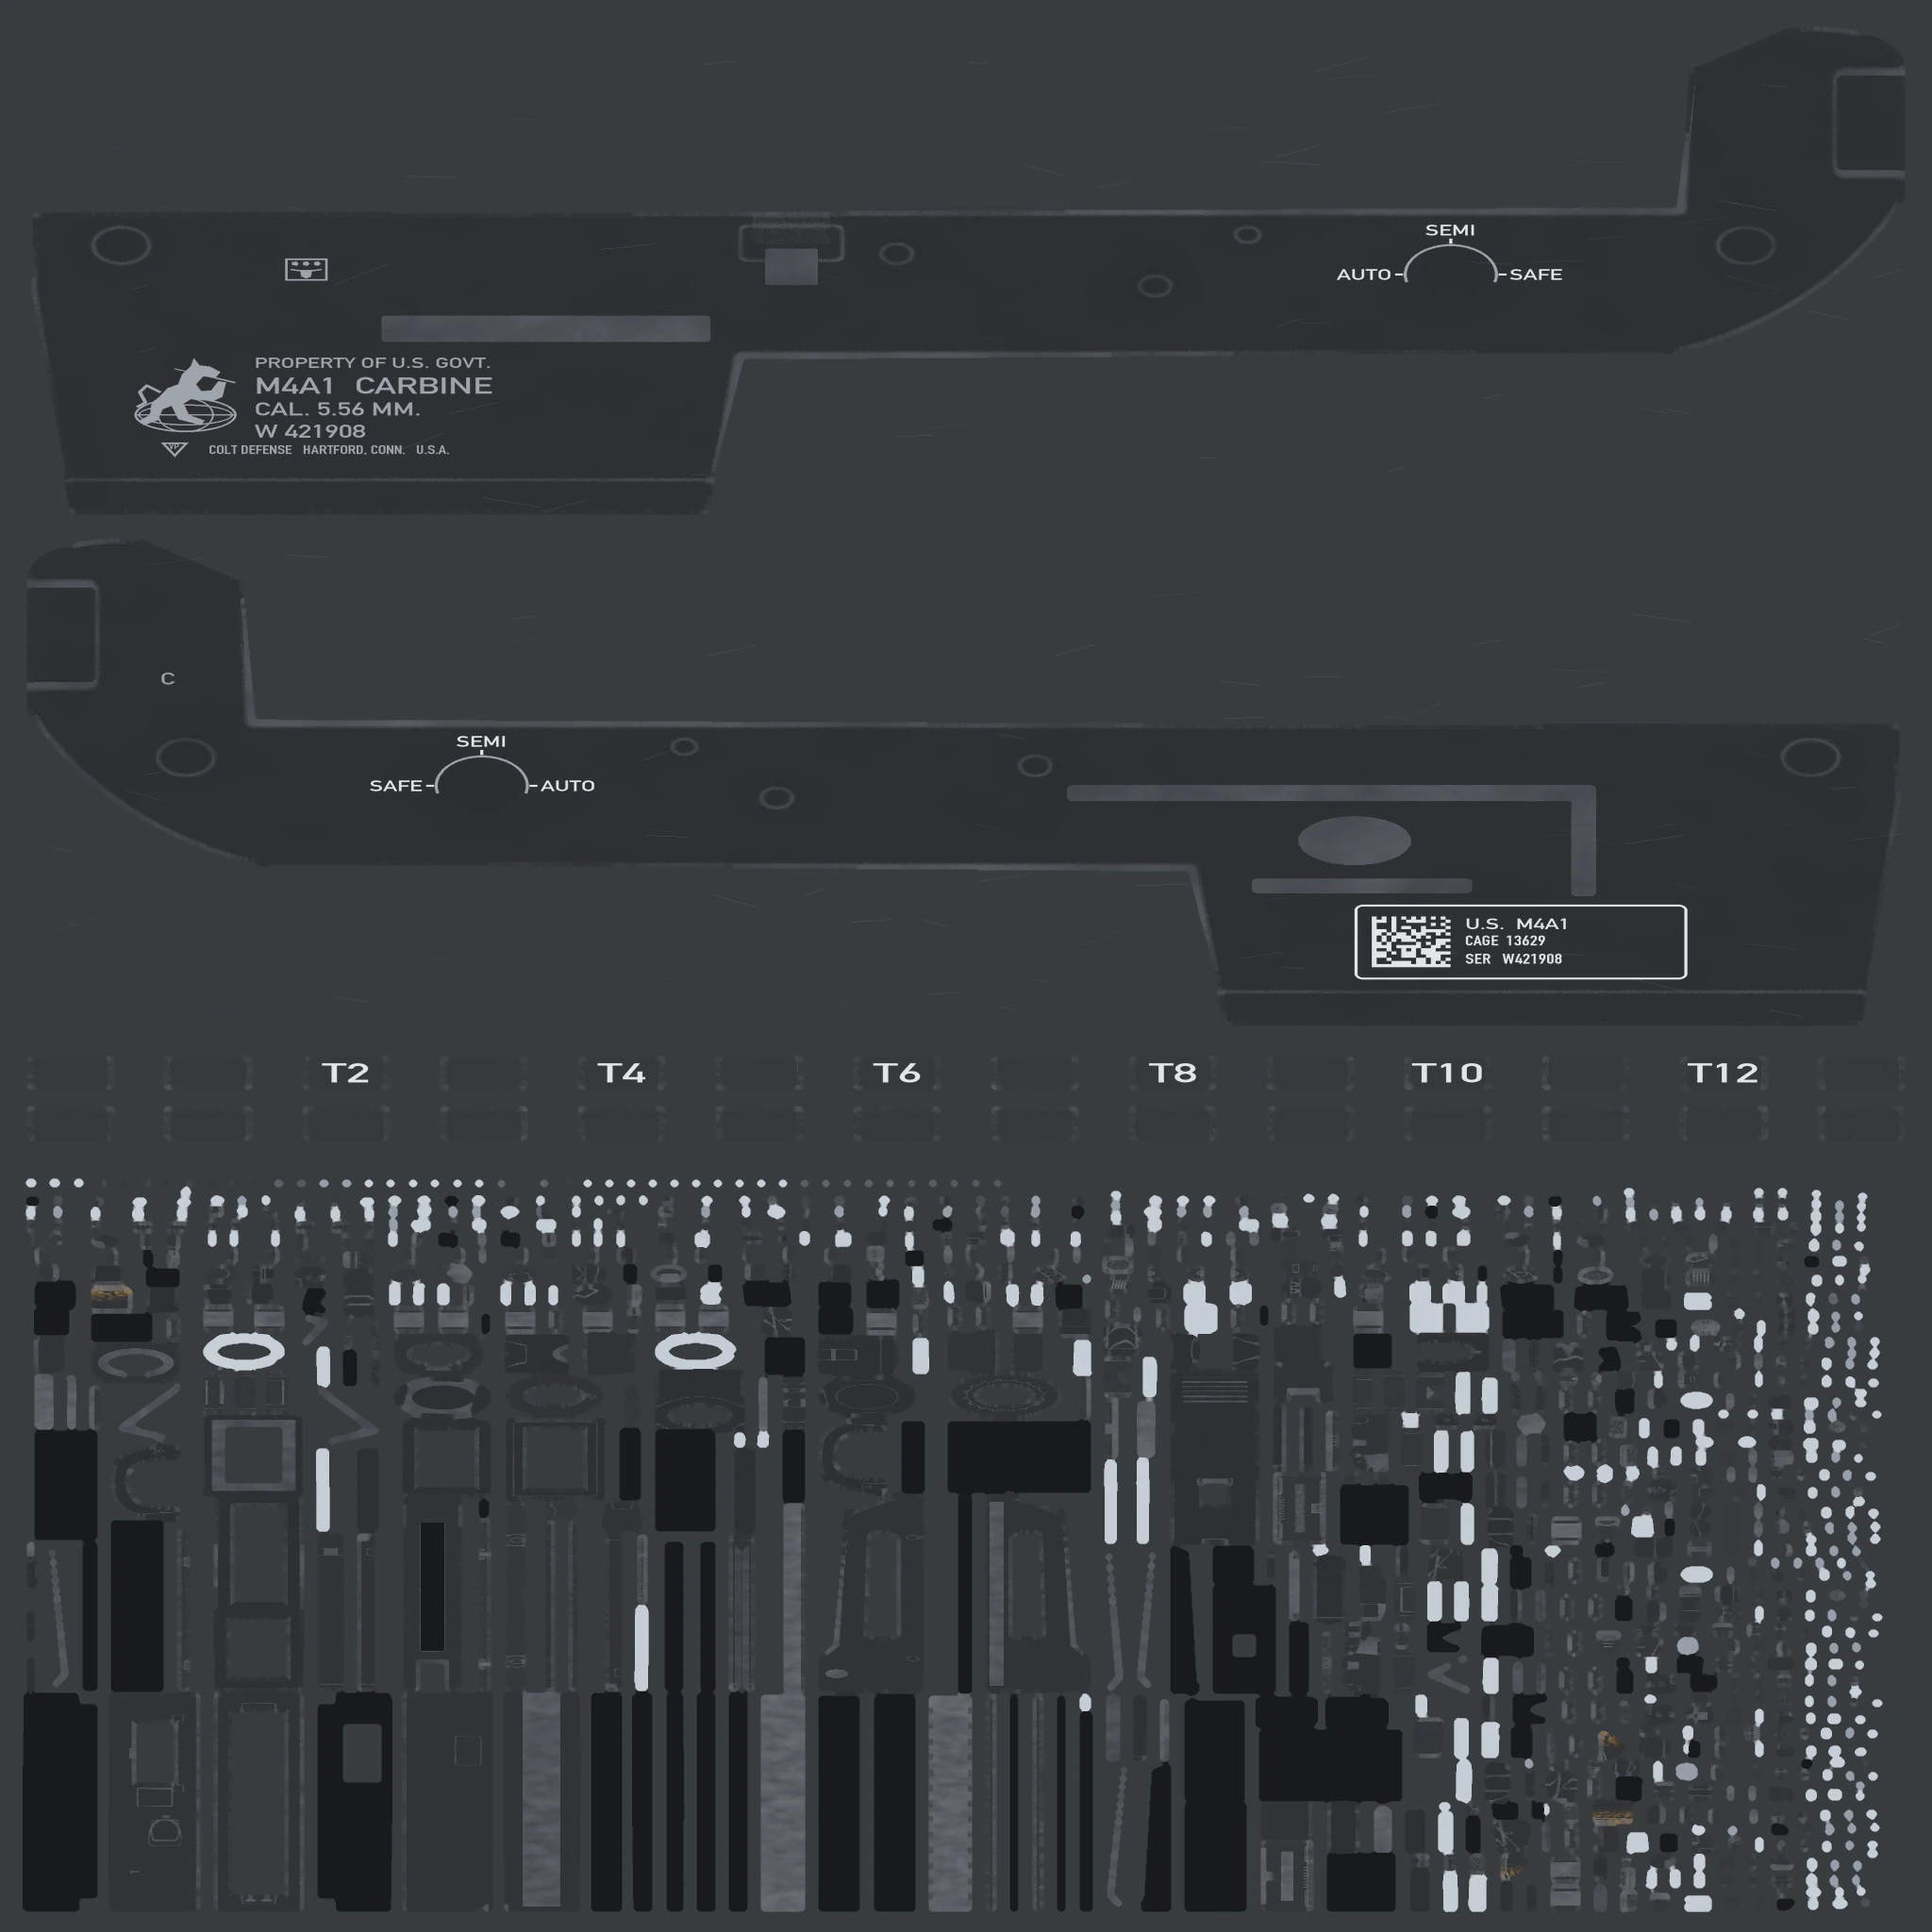 SEMI
AUTO SAFE
PROPERTY OF U.S. GOVT.
M4A1 CARBINE
CAL. 5.56 MM.
W 421908
COLT DEFENSE HARTFORD, CONN. U.S.A.
C
SEMI
SAFE AUTO
U.S. M4A1
CAGE 13629
SER W421908
T2 T4 T6 T8 T10 T12